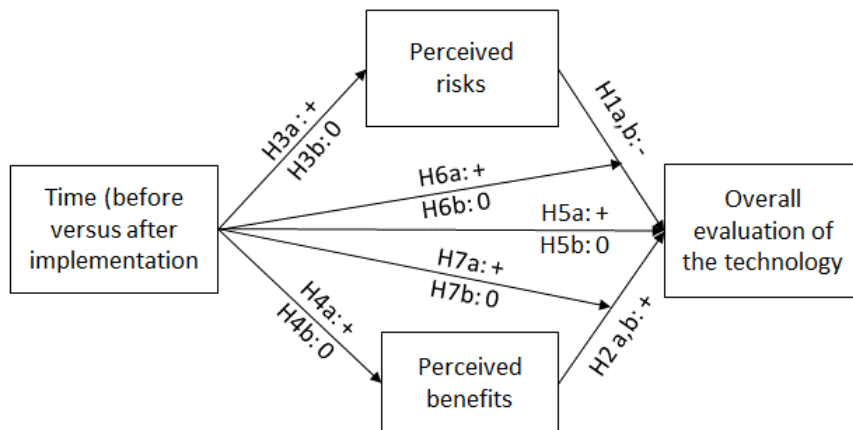 Perceived
risks
H3a: +
H3b: 0
H1a,b: -
Time (before
versus after
implementation
H6a: +
H6b: 0
H5a: +
H5b: 0
Overall
evaluation of
the technology
H7a: +
H7b: 0
H4a: +
H4b: 0
H2 a,b: +
Perceived
benefits